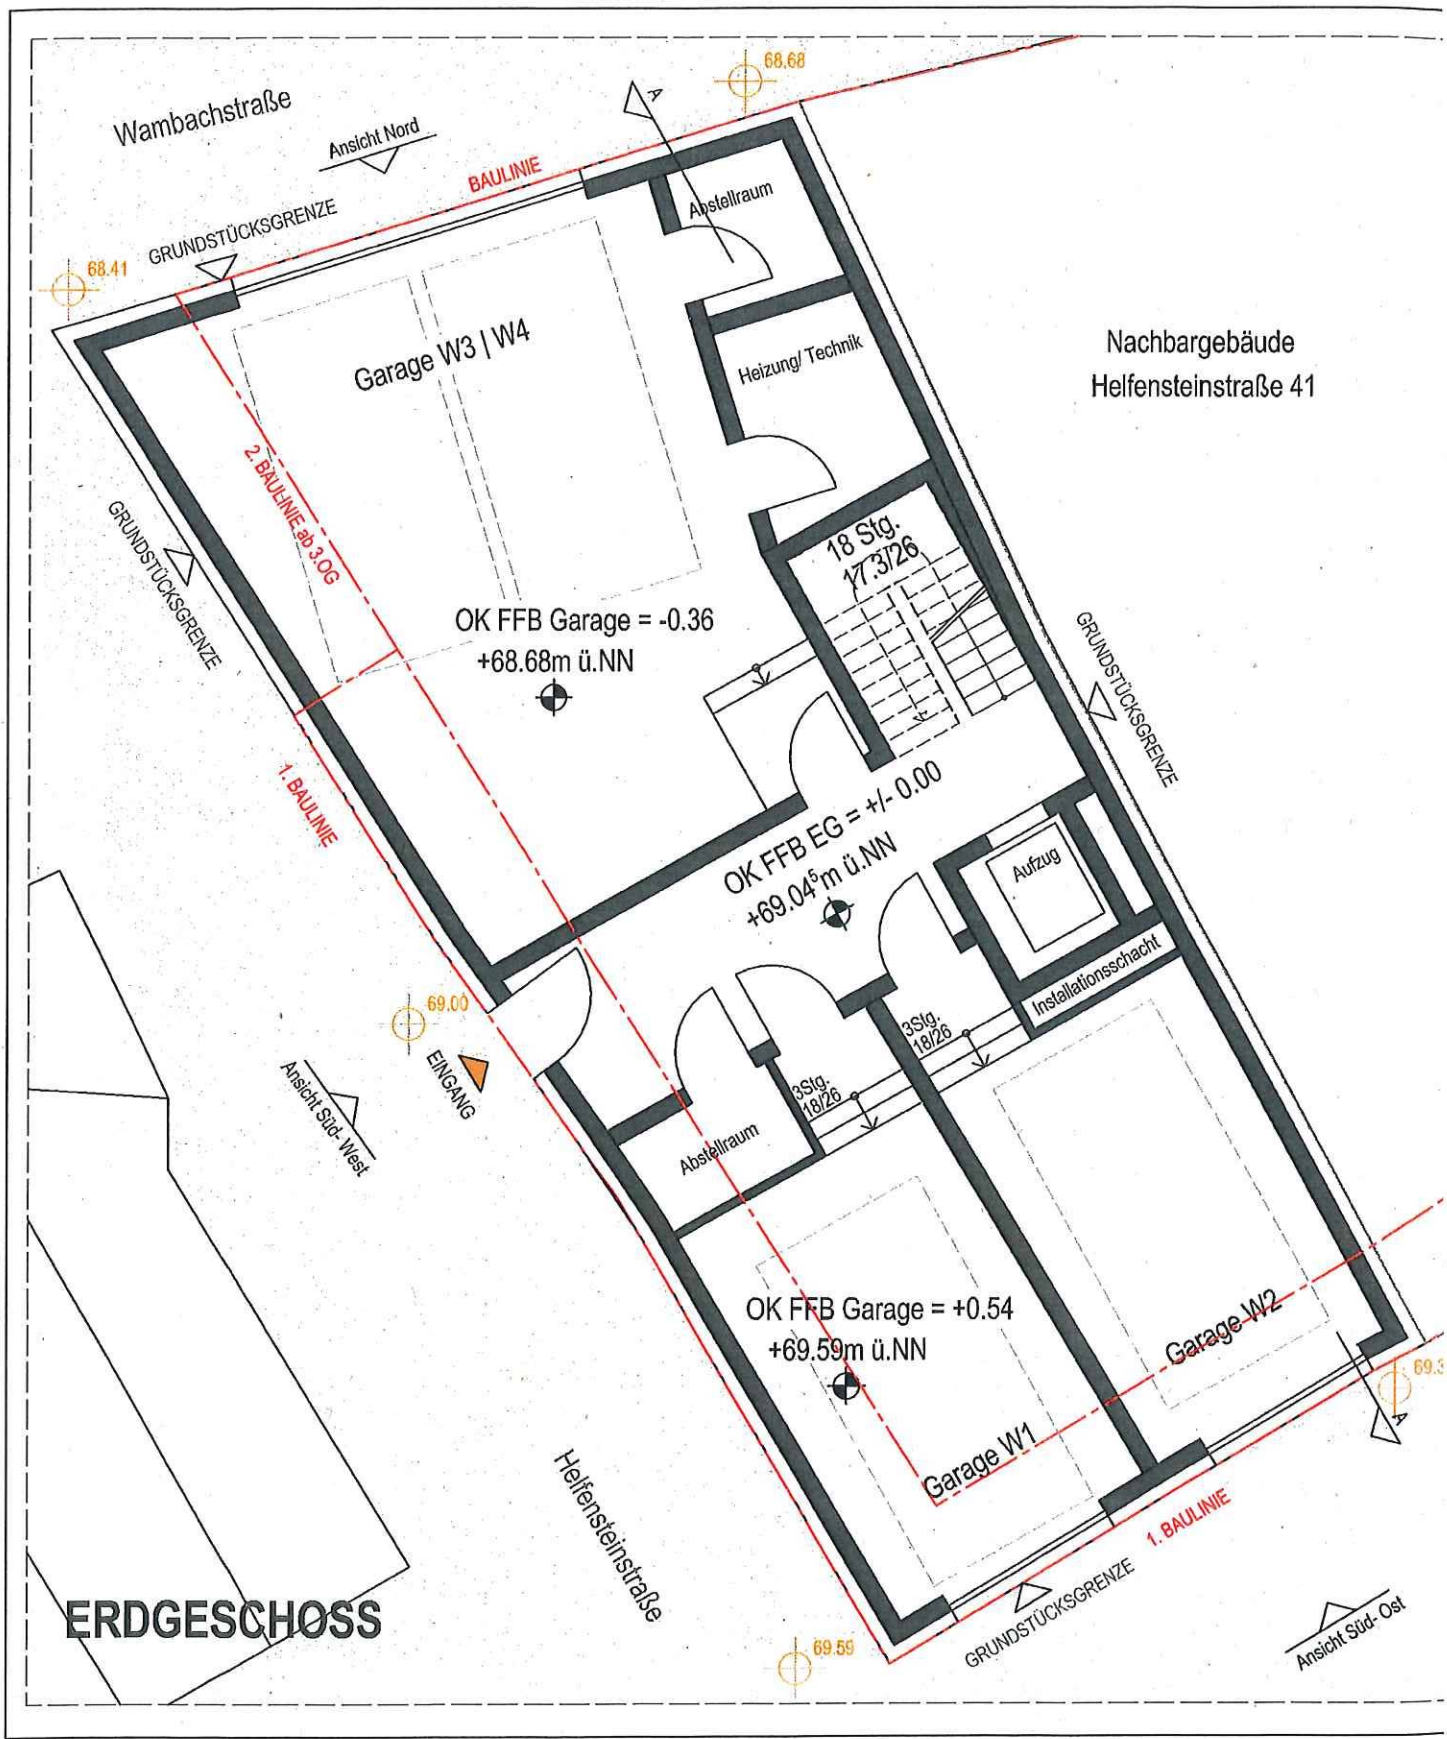 68.68
A
Wambachstraße
Ansicht Nord
BAULINIE
Abstellraum
GRUNDSTÜCKSGRENZE
68.41
Garage W3 | W4
Heizung/ Technik
Nachbargebäude
Helfensteinstraße 41
2. BAULINIE ab 3.OG
GRUNDSTÜCKSGRENZE
18 Stg.
17.3/26
OK FFB Garage = -0.36
+68.68m ü.NN
GRUNDSTÜCKSGRENZE
1. BAULINIE
OK FFB EG = +/- 0.00
+69.04⁵m ü.NN
Aufzug
Installationsschacht
69.00
EINGANG
Ansicht Süd- West
3Stg.
18/26
3Stg.
18/26
Abstellraum
OK FFB Garage = +0.54
+69.59m ü.NN
Garage W2
69.3
A
Garage W1
Helfensteinstraße
1. BAULINIE
GRUNDSTÜCKSGRENZE
ERDGESCHOSS
69.59
Ansicht Süd- Ost